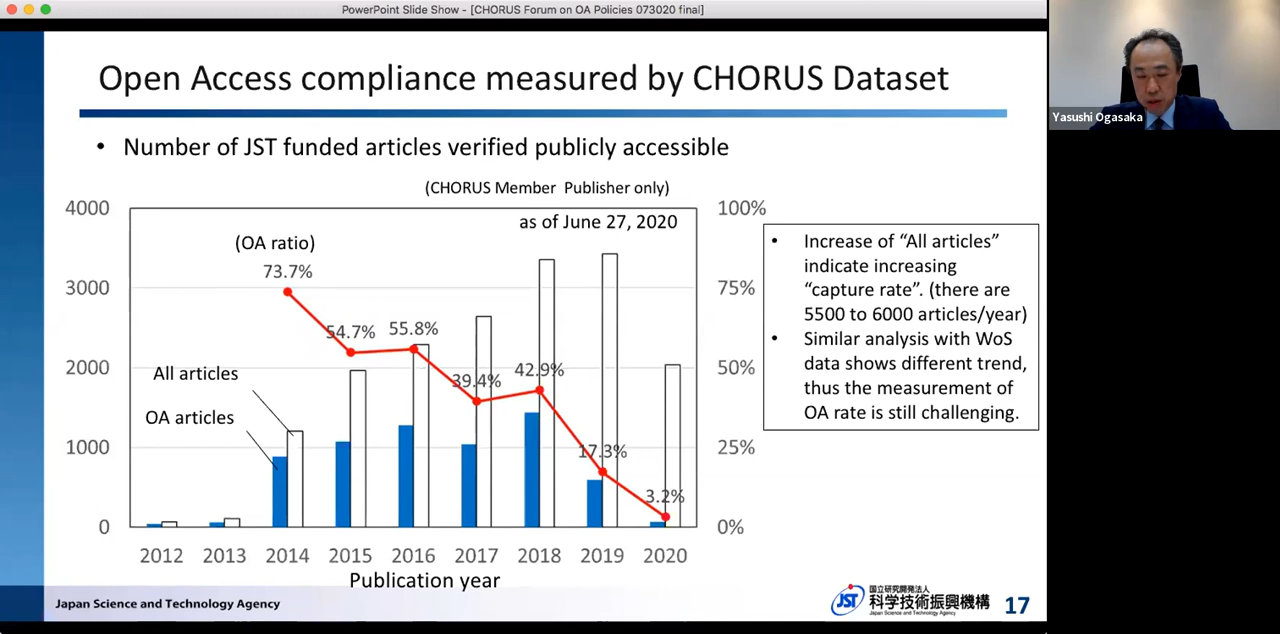 PowerPoint Slide Show - [CHORUS Forum on OA Policies 073020 final]
Yasushi Ogasaka
Open Access compliance measured by CHORUS Dataset
• Number of JST funded articles verified publicly accessible
(CHORUS Member Publisher only)
as of June 27, 2020
4000
3000
2000
1000
0
100%
75%
50%
25%
0%
(OA ratio)
73.7%
54.7%
55.8%
39.4%
42.9%
17.3%
3.2%
All articles
OA articles
2012 2013 2014 2015 2016 2017 2018 2019 2020
Publication year
• Increase of “All articles”
indicate increasing
“capture rate”. (there are
5500 to 6000 articles/year)
• Similar analysis with WoS
data shows different trend,
thus the measurement of
OA rate is still challenging.
Japan Science and Technology Agency
JST
国立研究開発法人
科学技術振興機構
Japan Science and Technology Agency
17